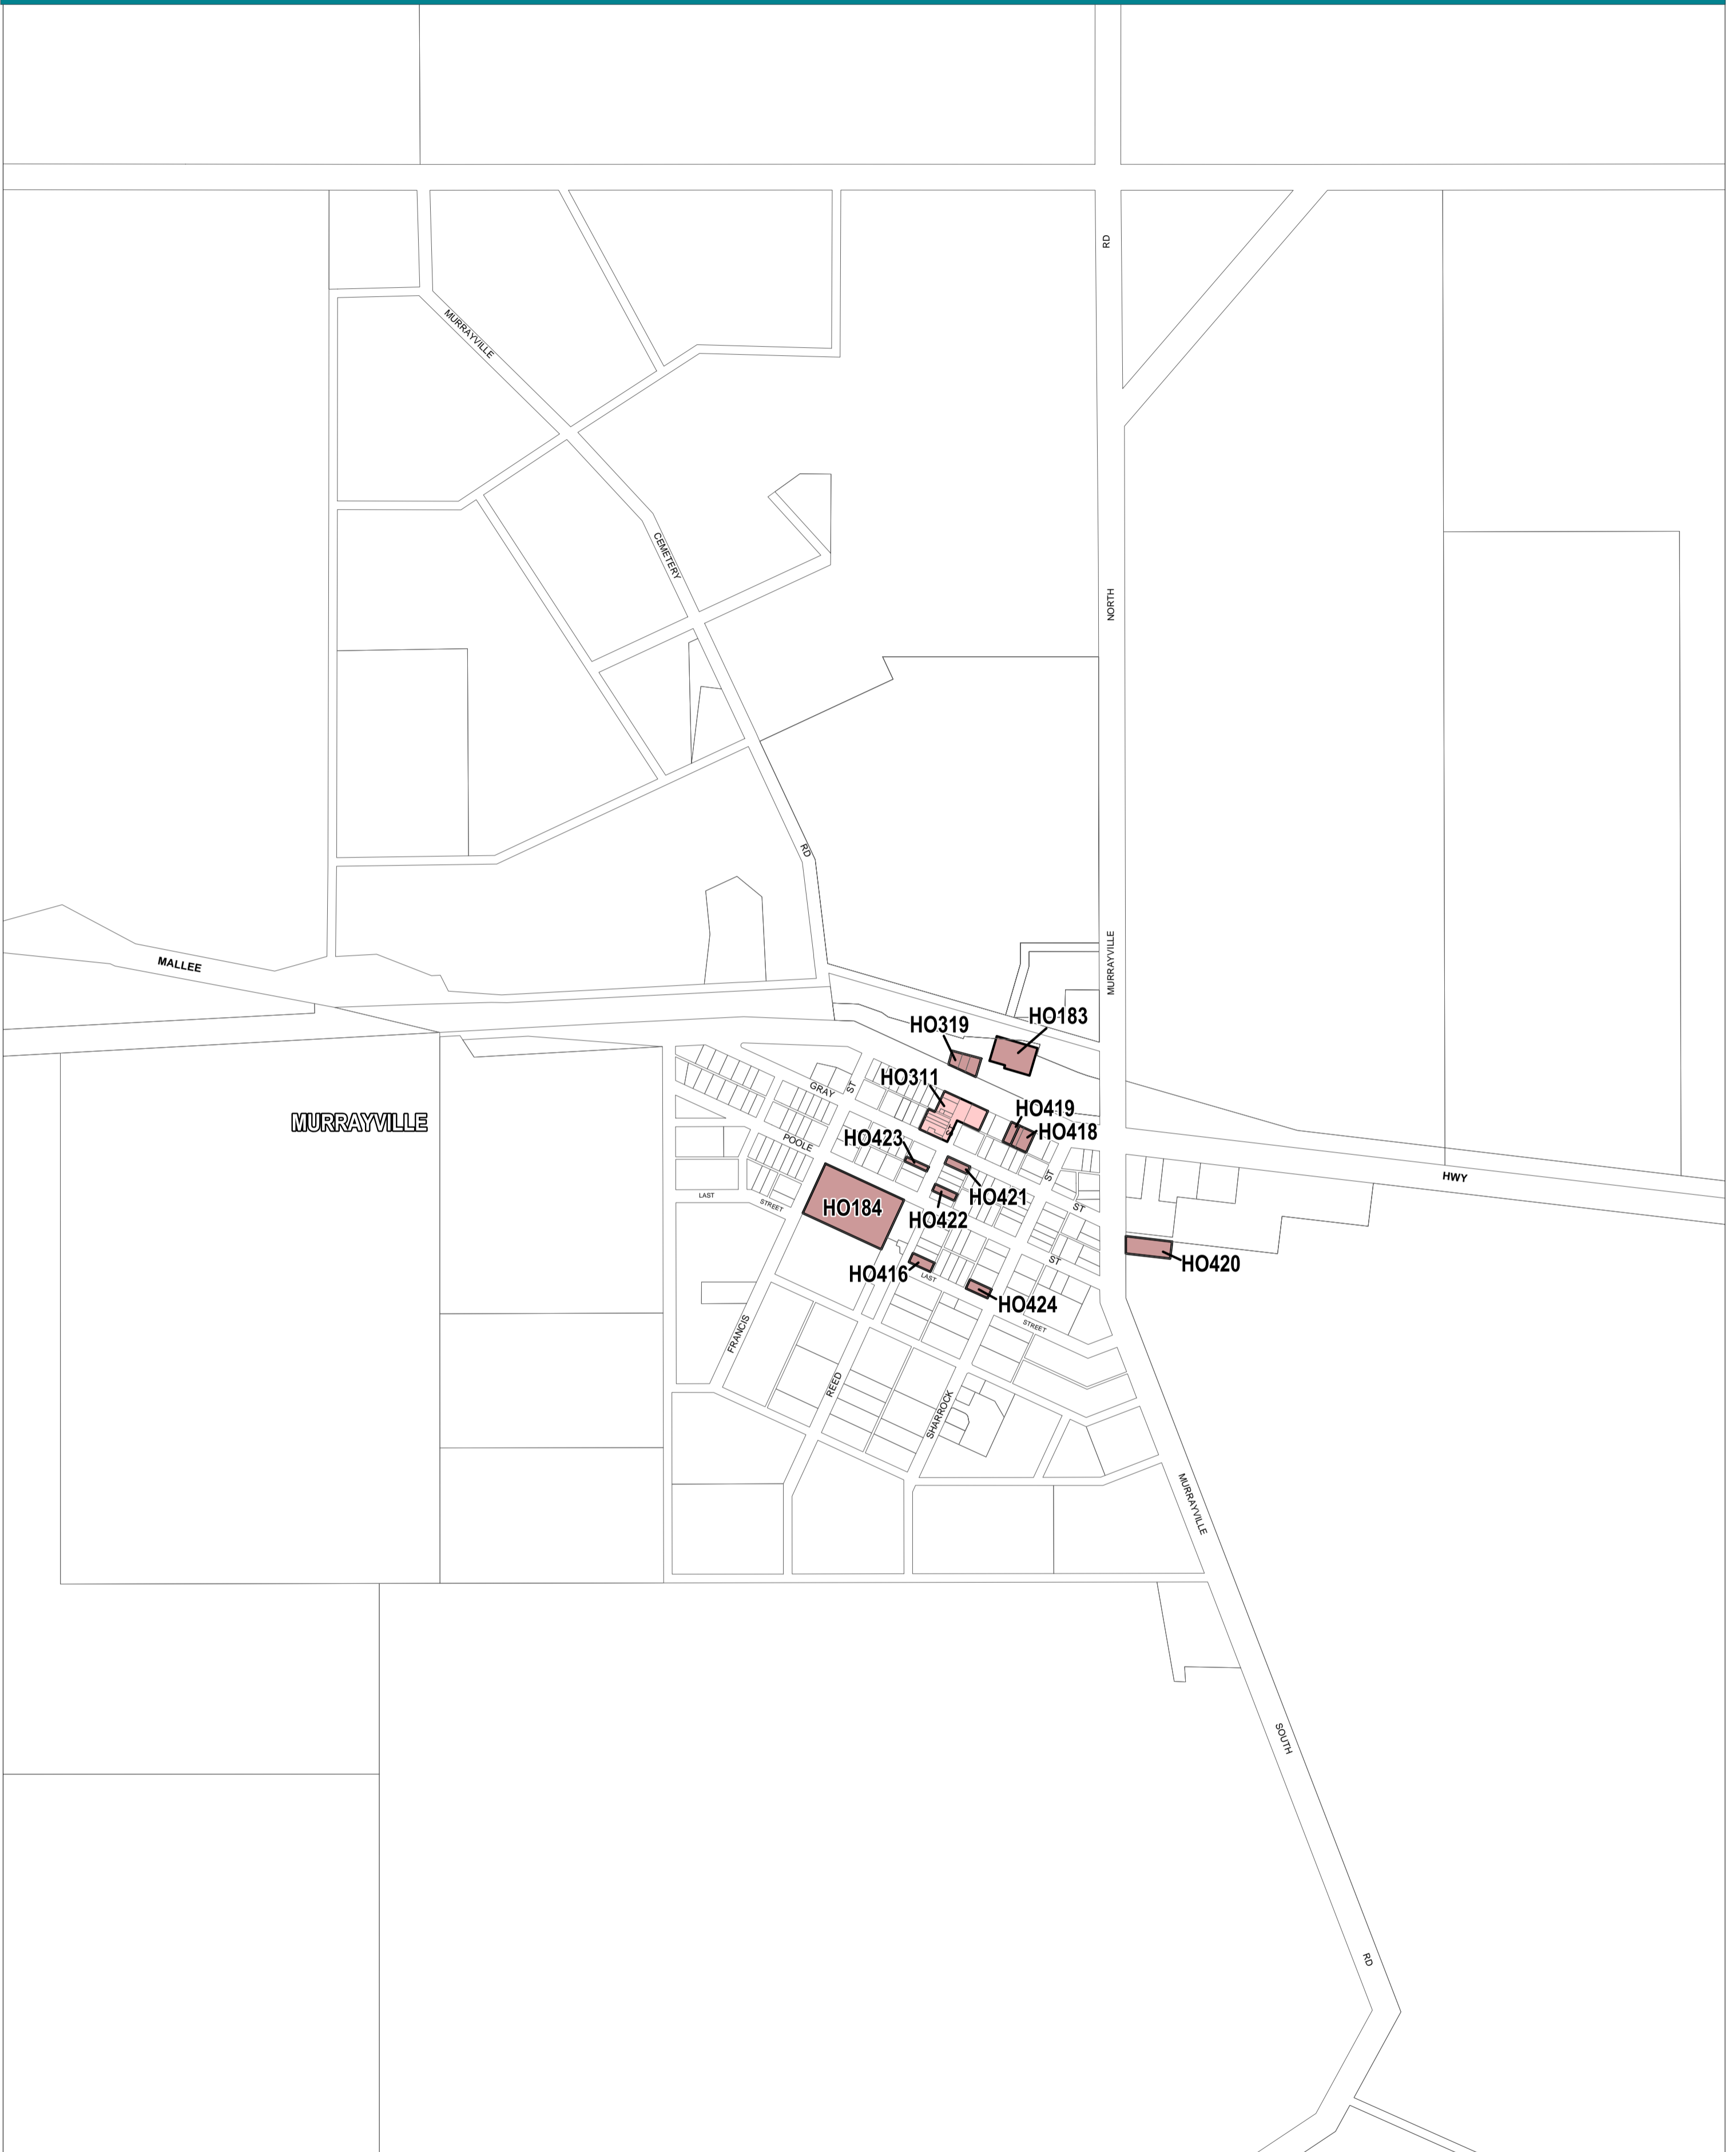 RD
MURRAYVILLE
NORTH
CEMETERY
RD
MURRAYVILLE
MALLEE
HO183
HO319
HO311
GRAY
ST
HO419
MURRAYVILLE
HO418
ST
HO423
POOLE
ST
HWY
LAST
HO421
STREET
HO184
ST
HO422
ST
HO420
HO416
LAST
HO424
STREET
FRANCIS
REED
SHARROCK
MURRAYVILLE
SOUTH
RD